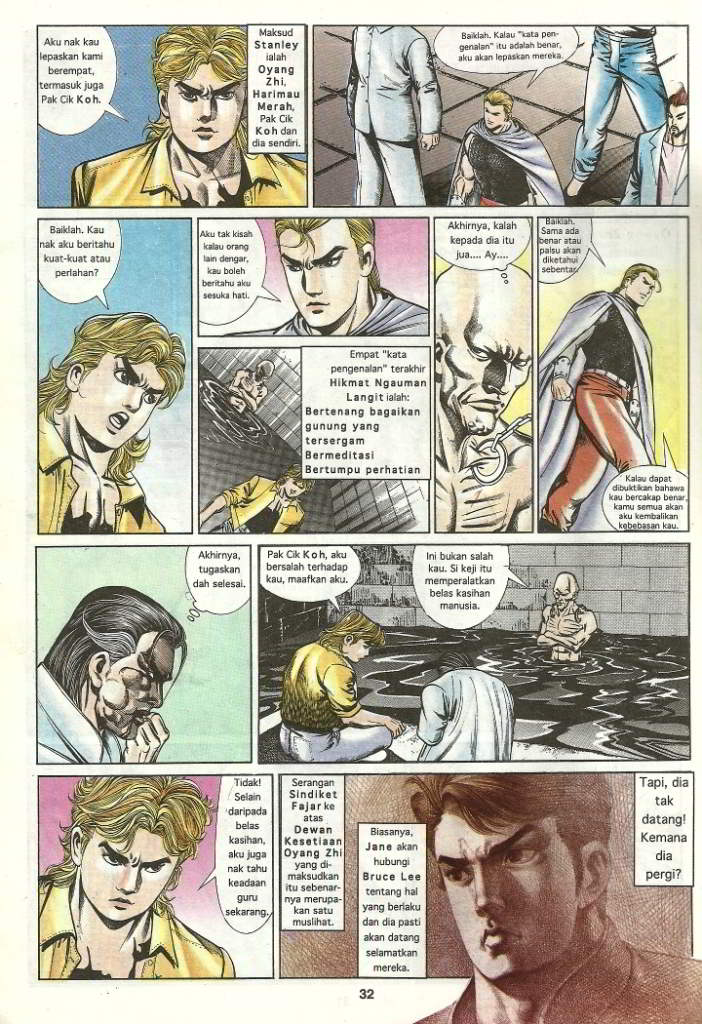 Aku nak kau
lepaskan kami
berempat,
termasuk juga
Pak Cik Koh.
Maksud
Stanley
ialah
Oyang
Zhi,
Harimau
Merah,
Pak Cik
Koh dan
dia sendiri.
Baiklah. Kalau "kata pen-
genalan" itu adalah benar,
aku akan lepaskan mereka.
Baiklah. Kau
nak aku beritahu
kuat-kuat atau
perlahan?
Aku tak kisah
kalau orang
lain dengar,
kau boleh
beritahu aku
sesuka hati.
Empat "kata
pengenalan" terakhir
Hikmat Ngauman
Langit ialah:
Bertenang bagaikan
gunung yang
tersergam
Bermeditasi
Bertumpu perhatian
Akhirnya, kalah
kepada dia itu
jua.... Ay....
Baiklah.
Sama ada
benar atau
palsu akan
diketahui
sebentar.
Kalau dapat
dibuktikan bahawa
kau bercakap benar,
kamu semua akan
aku kembalikan
kebebasan kau.
Akhirnya,
tugaskan
dah selesai.
Pak Cik Koh, aku
bersalah terhadap
kau, maafkan aku.
Ini bukan salah
kau. Si keji itu
memperalatkan
belas kasihan
manusia.
Tidak!
Selain
daripada
belas
kasihan,
aku juga
nak tahu
keadaan
guru
sekarang.
Serangan
Sindiket
Fajar ke
atas
Dewan
Kesetiaan
Oyang Zhi
yang di-
maksudkan
itu sebenar-
nya merupa-
kan satu
muslihat.
Biasanya,
Jane akan
hubungi
Bruce Lee
tentang hal
yang berlaku
dan dia pasti
akan datang
selamatkan
mereka.
Tapi, dia
tak
datang!
Kemana
dia
pergi?
32